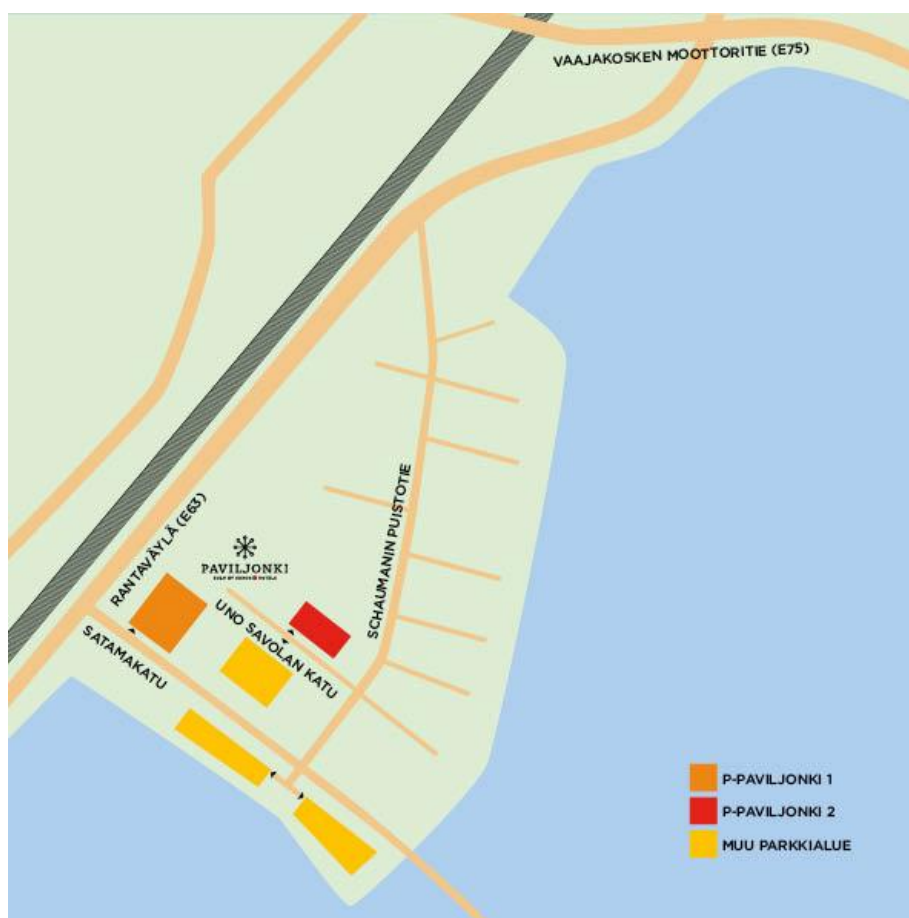 VAAJAKOSKEN MOOTTORITIE (E75)
RANTAVÄYLÄ (E63)
SCHAUMANIN PUISTOTIE
PAVILJONKI
UNO SAVOLAN KATU
SATAMAKATU
P-PAVILJONKI 1
P-PAVILJONKI 2
MUU PARKKIALUE